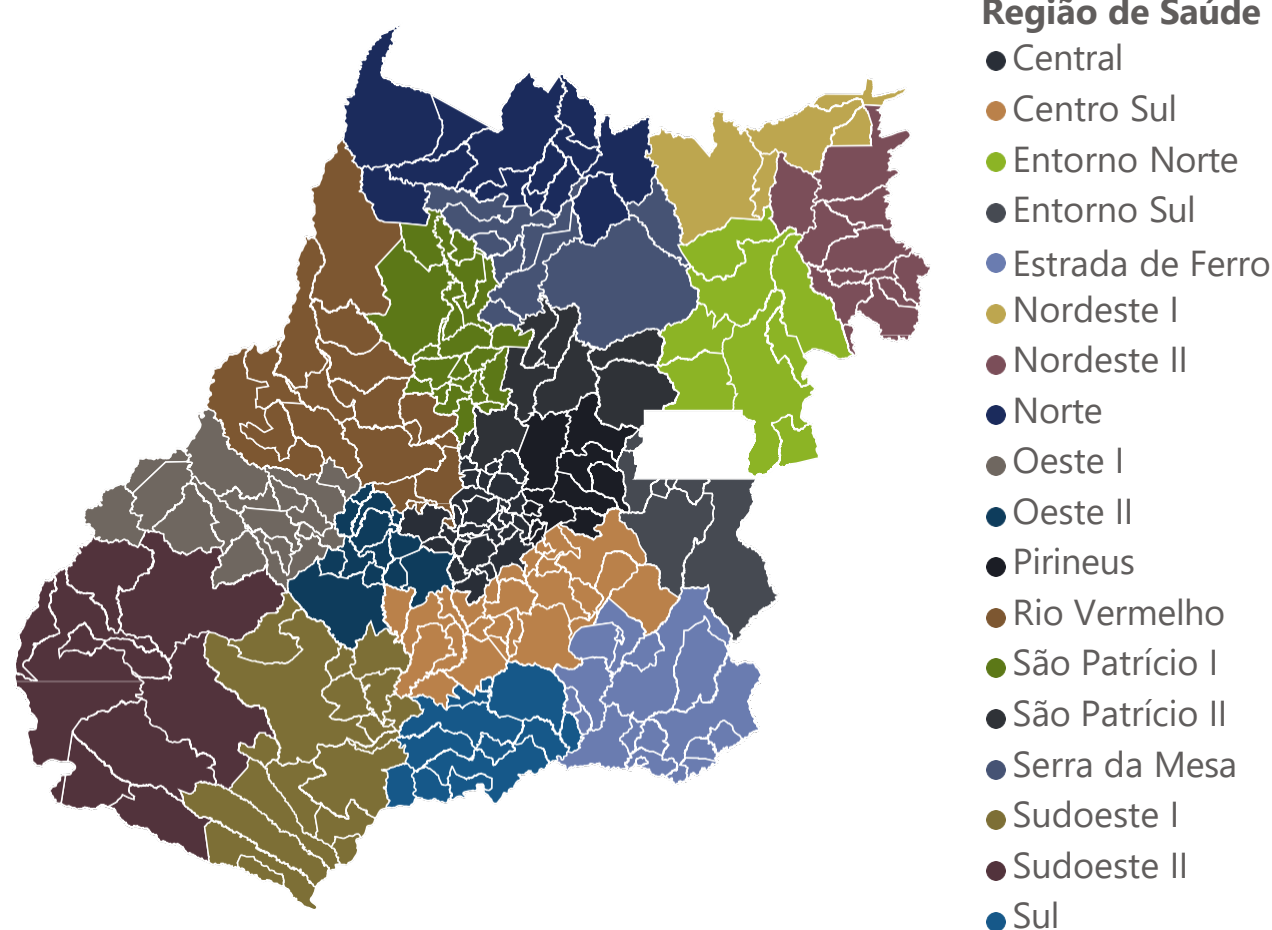 Região de Saúde
Central
Centro Sul
Entorno Norte
Entorno Sul
Estrada de Ferro
Nordeste I
Nordeste II
Norte
Oeste I
Oeste II
Pirineus
Rio Vermelho
São Patrício I
São Patrício II
Serra da Mesa
Sudoeste I
Sudoeste II
Sul